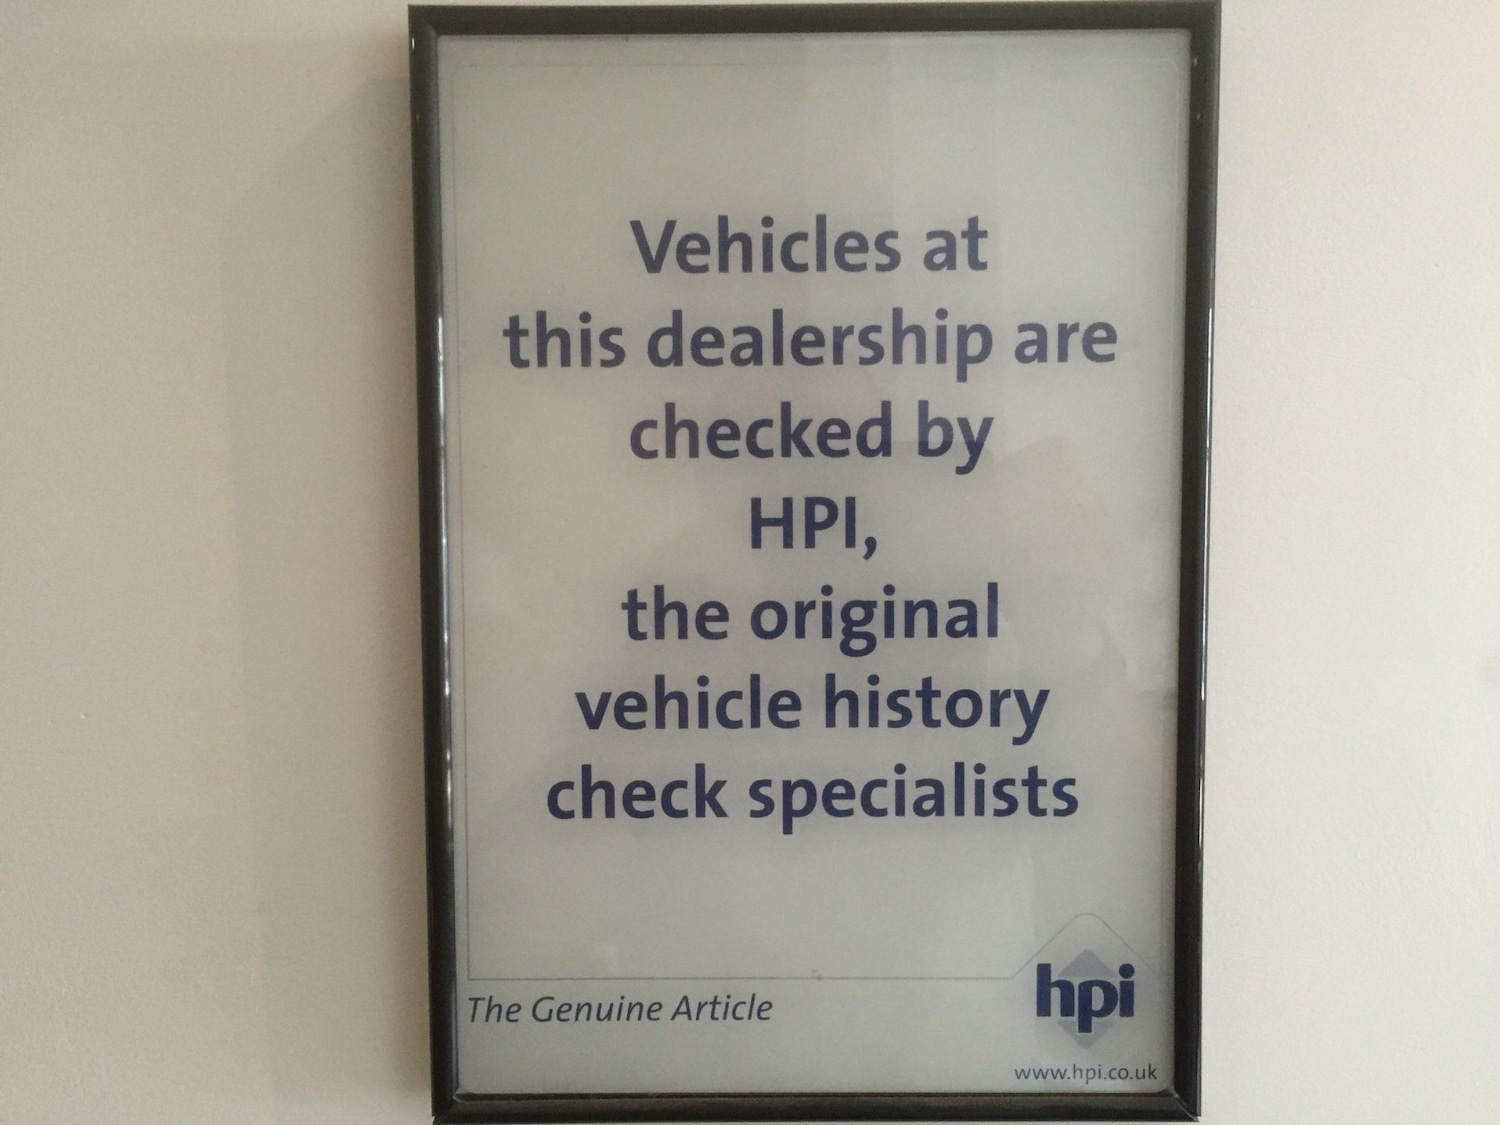 Vehicles at
this dealership are
checked by
HPI,
the original
vehicle history
check specialists
The Genuine Article
hpi
www.hpi.co.uk